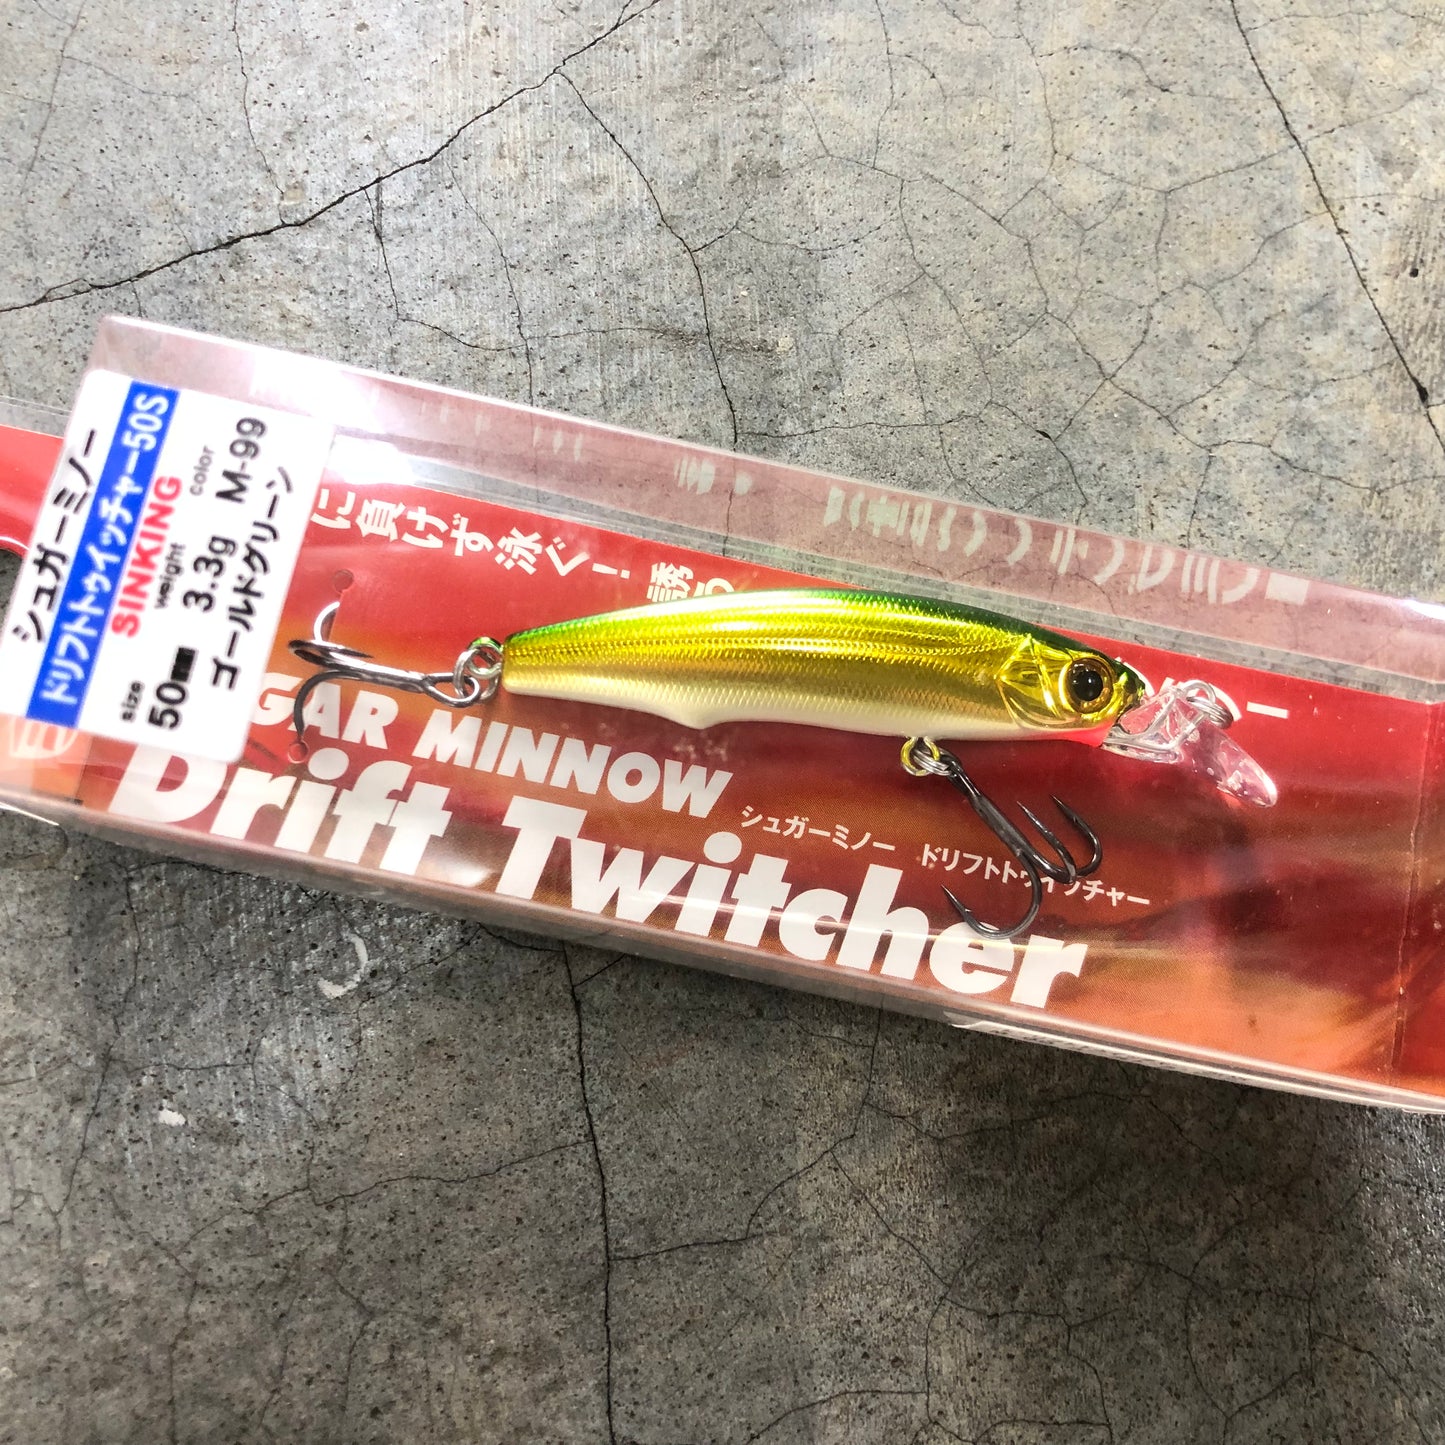 シュガーミノー
ドリフトトゥイッチャー50S
SINKING
size weight color
50mm 3.3g M-99
ゴールドグリーン
に負けず泳ぐ!誘う
GAR MINNOW
シュガーミノー ドリフトトゥイッチャー
Drift Twitcher